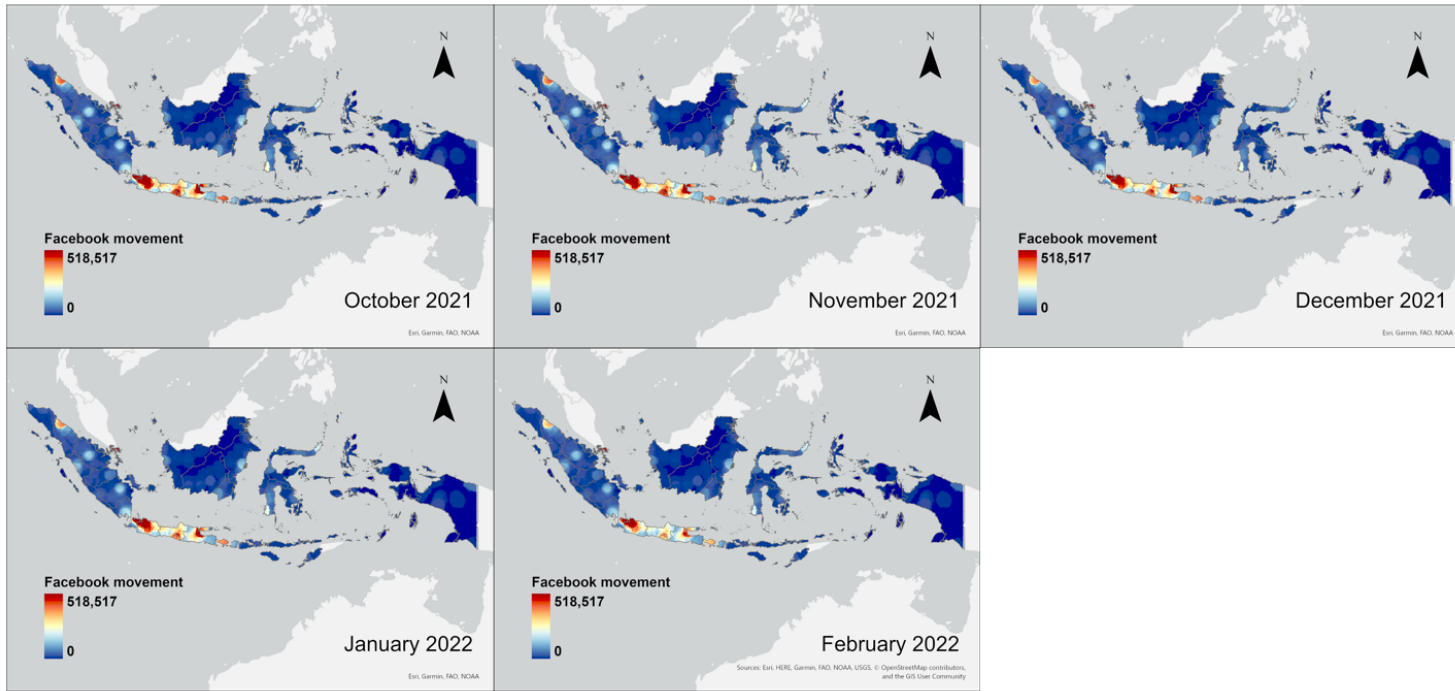 N
Facebook movement
518,517
0
October 2021
Esri, Garmin, FAO, NOAA
N
Facebook movement
518,517
0
November 2021
Esri, Garmin, FAO, NOAA
N
Facebook movement
518,517
0
December 2021
Esri, Garmin, FAO, NOAA
N
Facebook movement
518,517
0
January 2022
Esri, Garmin, FAO, NOAA
N
Facebook movement
518,517
0
February 2022
Sources: Esri, HERE, Garmin, FAO, NOAA, USGS, © OpenStreetMap contributors,
and the GIS User Community